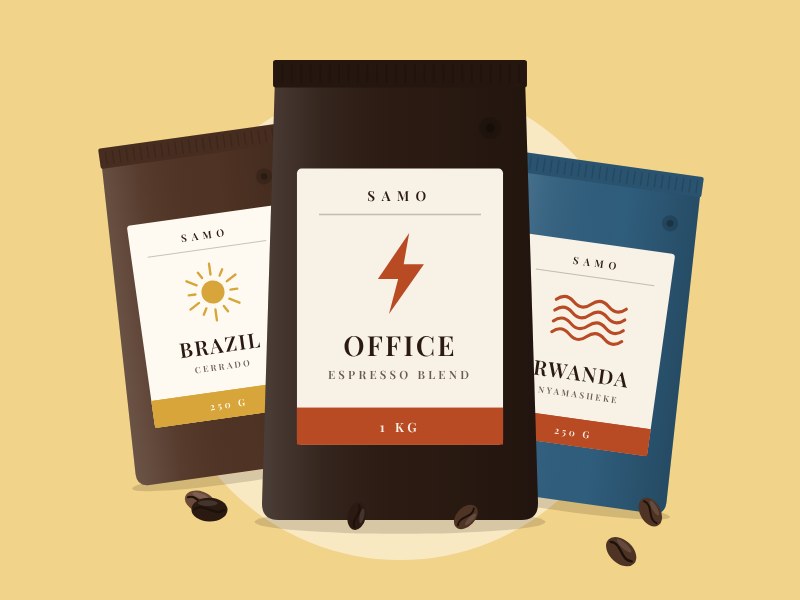 SAMO
BRAZIL
CERRADO
250 G
SAMO
OFFICE
ESPRESSO BLEND
1 KG
SAMO
RWANDA
NYAMASHEKE
250 G